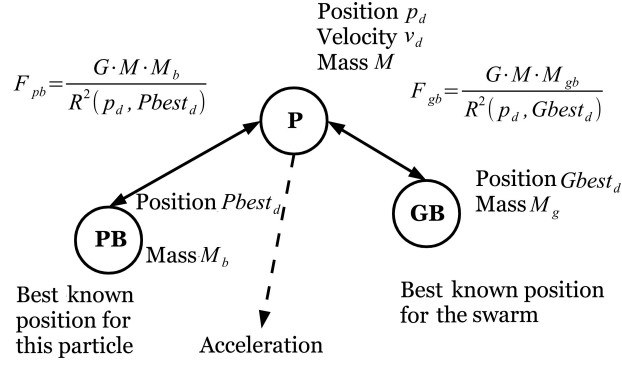 Position p_d
Velocity v_d
Mass M
F_pb = G·M·M_b / R²(p_d, Pbest_d)
F_gb = G·M·M_gb / R²(p_d, Gbest_d)
P
Position Pbest_d
PB
Mass M_b
GB
Position Gbest_d
Mass M_g
Best known
position for
this particle
Acceleration
Best known position
for the swarm